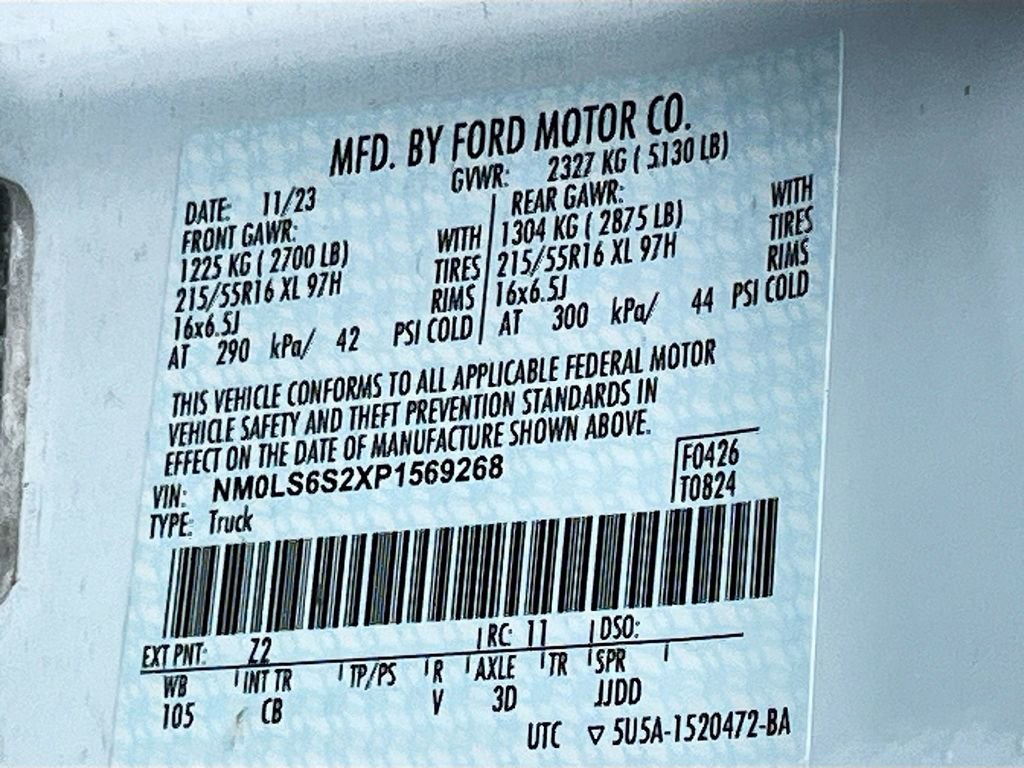 MFD. BY FORD MOTOR CO.
DATE: 11/23 GVWR: 2327 KG ( 5130 LB)
FRONT GAWR: REAR GAWR:
1225 KG ( 2700 LB) WITH 1304 KG ( 2875 LB) WITH
215/55R16 XL 97H TIRES 215/55R16 XL 97H TIRES
16x6.5J RIMS 16x6.5J RIMS
AT 290 kPa/ 42 PSI COLD AT 300 kPa/ 44 PSI COLD
THIS VEHICLE CONFORMS TO ALL APPLICABLE FEDERAL MOTOR
VEHICLE SAFETY AND THEFT PREVENTION STANDARDS IN
EFFECT ON THE DATE OF MANUFACTURE SHOWN ABOVE.
VIN: NM0LS6S2XP1569268 F0426
TYPE: Truck T0824
EXT PNT: Z2 RC: 11 DSO:
WB INT TR TP/PS R AXLE TR SPR
105 CB V 3D JJDD
UTC ▽ 5U5A-1520472-BA